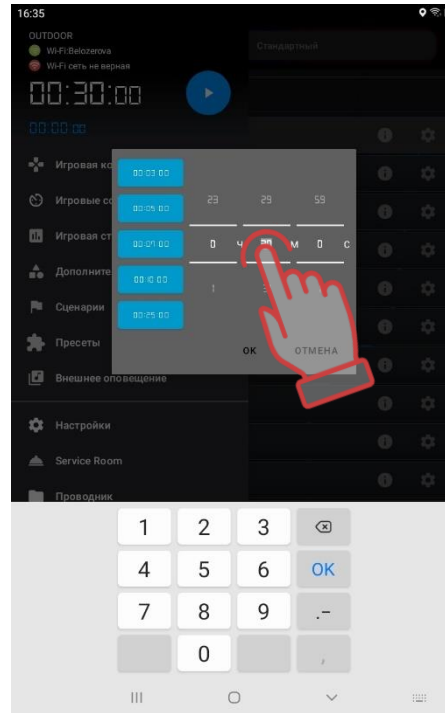 16:35
OUTDOOR
Wi-Fi:Belozerova
Wi-Fi сеть не верная
Стандартный
00:30:00
00:00:00
Игровая ко
Игровые се
Игровая ст
Дополните
Сценарии
Пресеты
Внешнее оповещение
Настройки
Service Room
Проводник
00:03:00
00:05:00
00:07:00
00:10:00
00:25:00
23 29 59
0 ч 30 м 0 с
1
ОК ОТМЕНА
1 2 3
4 5 6 OK
7 8 9 .-
0 ,